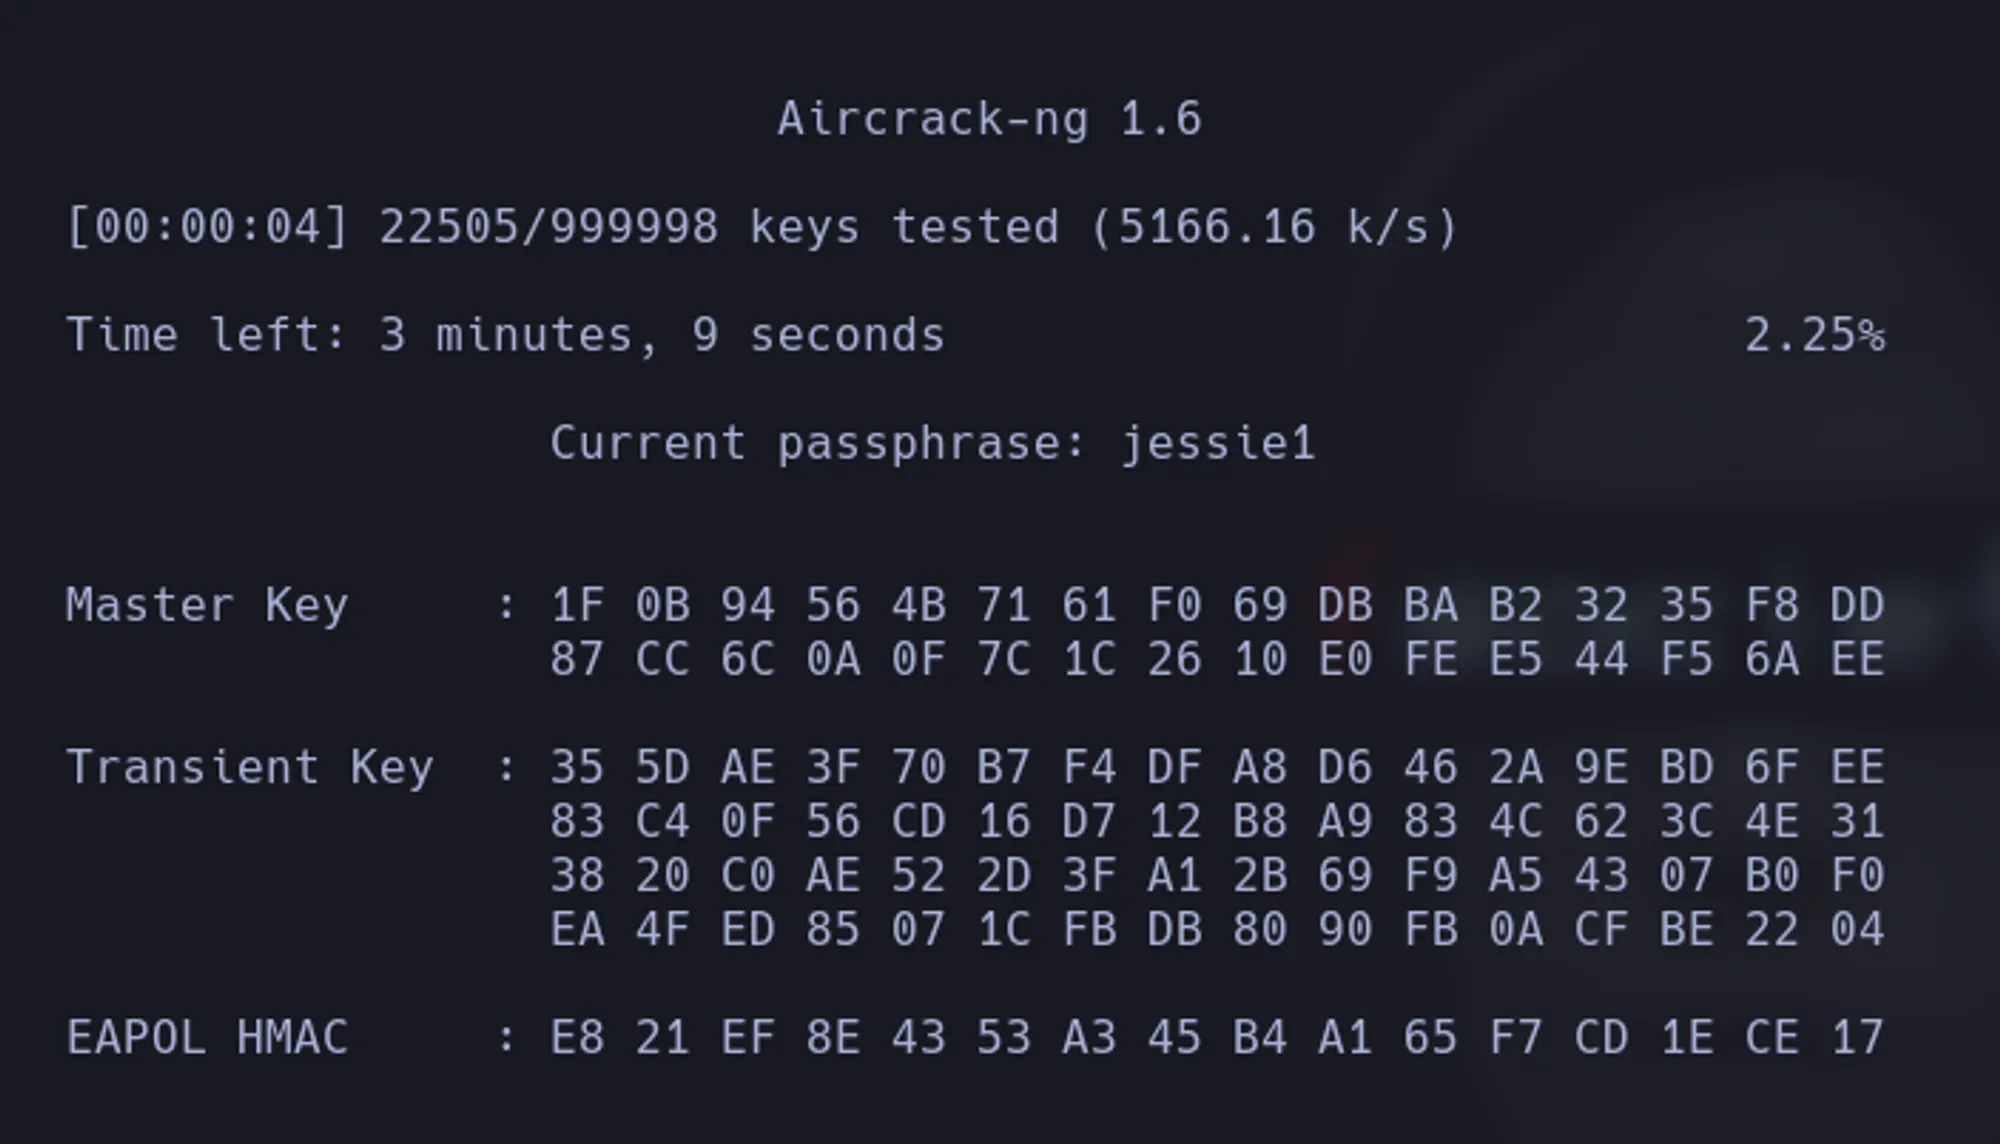 Aircrack-ng 1.6
[00:00:04] 22505/999998 keys tested (5166.16 k/s)
Time left: 3 minutes, 9 seconds 2.25%
Current passphrase: jessie1
Master Key : 1F 0B 94 56 4B 71 61 F0 69 DB BA B2 32 35 F8 DD
87 CC 6C 0A 0F 7C 1C 26 10 E0 FE E5 44 F5 6A EE
Transient Key : 35 5D AE 3F 70 B7 F4 DF A8 D6 46 2A 9E BD 6F EE
83 C4 0F 56 CD 16 D7 12 B8 A9 83 4C 62 3C 4E 31
38 20 C0 AE 52 2D 3F A1 2B 69 F9 A5 43 07 B0 F0
EA 4F ED 85 07 1C FB DB 80 90 FB 0A CF BE 22 04
EAPOL HMAC : E8 21 EF 8E 43 53 A3 45 B4 A1 65 F7 CD 1E CE 17